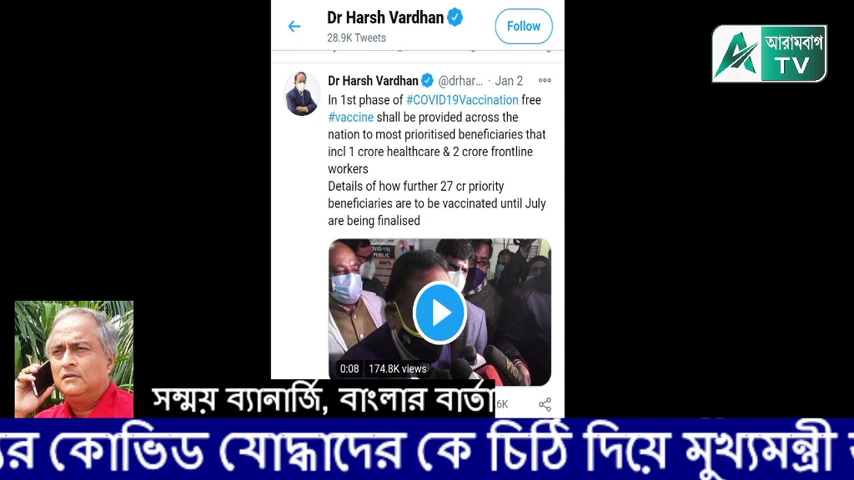 Dr Harsh Vardhan
28.9K Tweets
Follow
আরামবাগ
TV
Dr Harsh Vardhan @drhar... · Jan 2
In 1st phase of #COVID19Vaccination free
#vaccine shall be provided across the
nation to most prioritised beneficiaries that
incl 1 crore healthcare & 2 crore frontline
workers
Details of how further 27 cr priority
beneficiaries are to be vaccinated until July
are being finalised
PUBLIC
0:08 174.8K views
6K
সন্ময় ব্যানার্জি, বাংলার বার্তা
কোভিড যোদ্ধাদের কে চিঠি দিয়ে মুখ্যমন্ত্রী